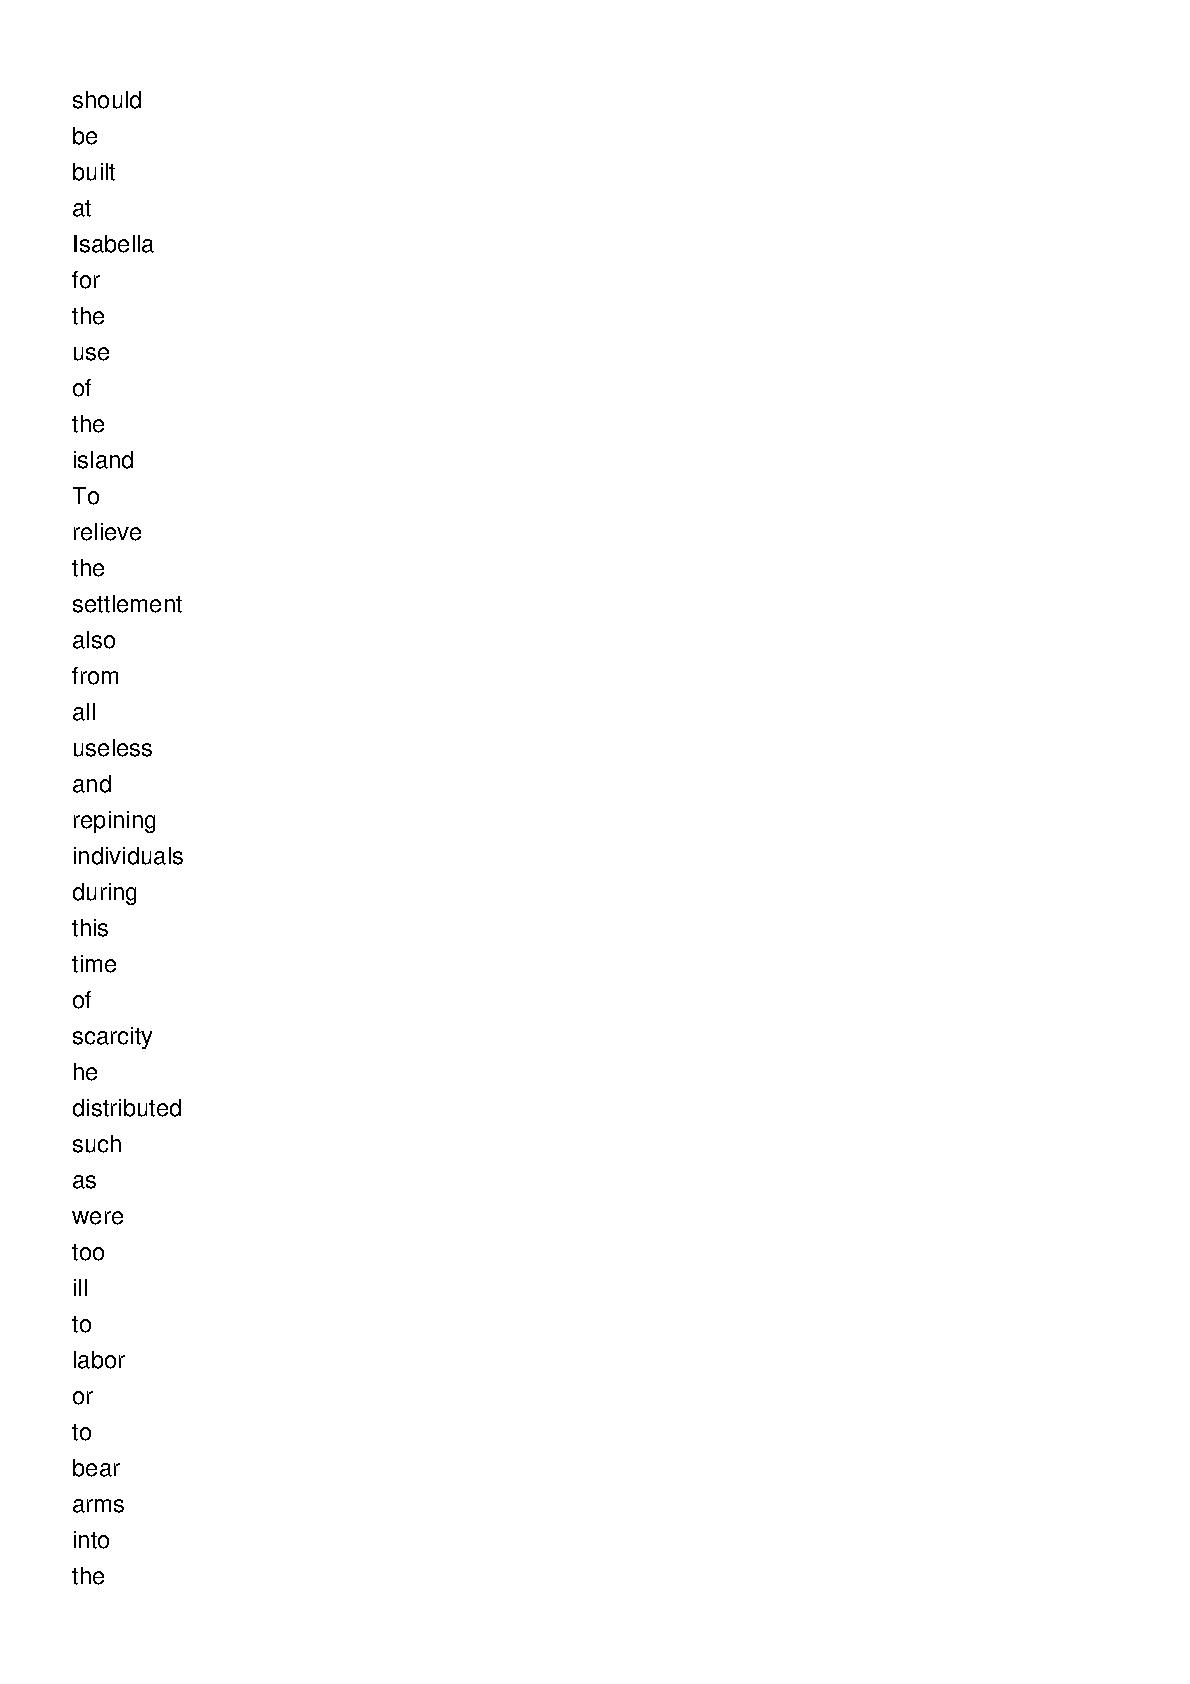 should
be
built
at
Isabella
for
the
use
of
the
island
To
relieve
the
settlement
also
from
all
useless
and
repining
individuals
during
this
time
of
scarcity
he
distributed
such
as
were
too
ill
to
labor
or
to
bear
arms
into
the